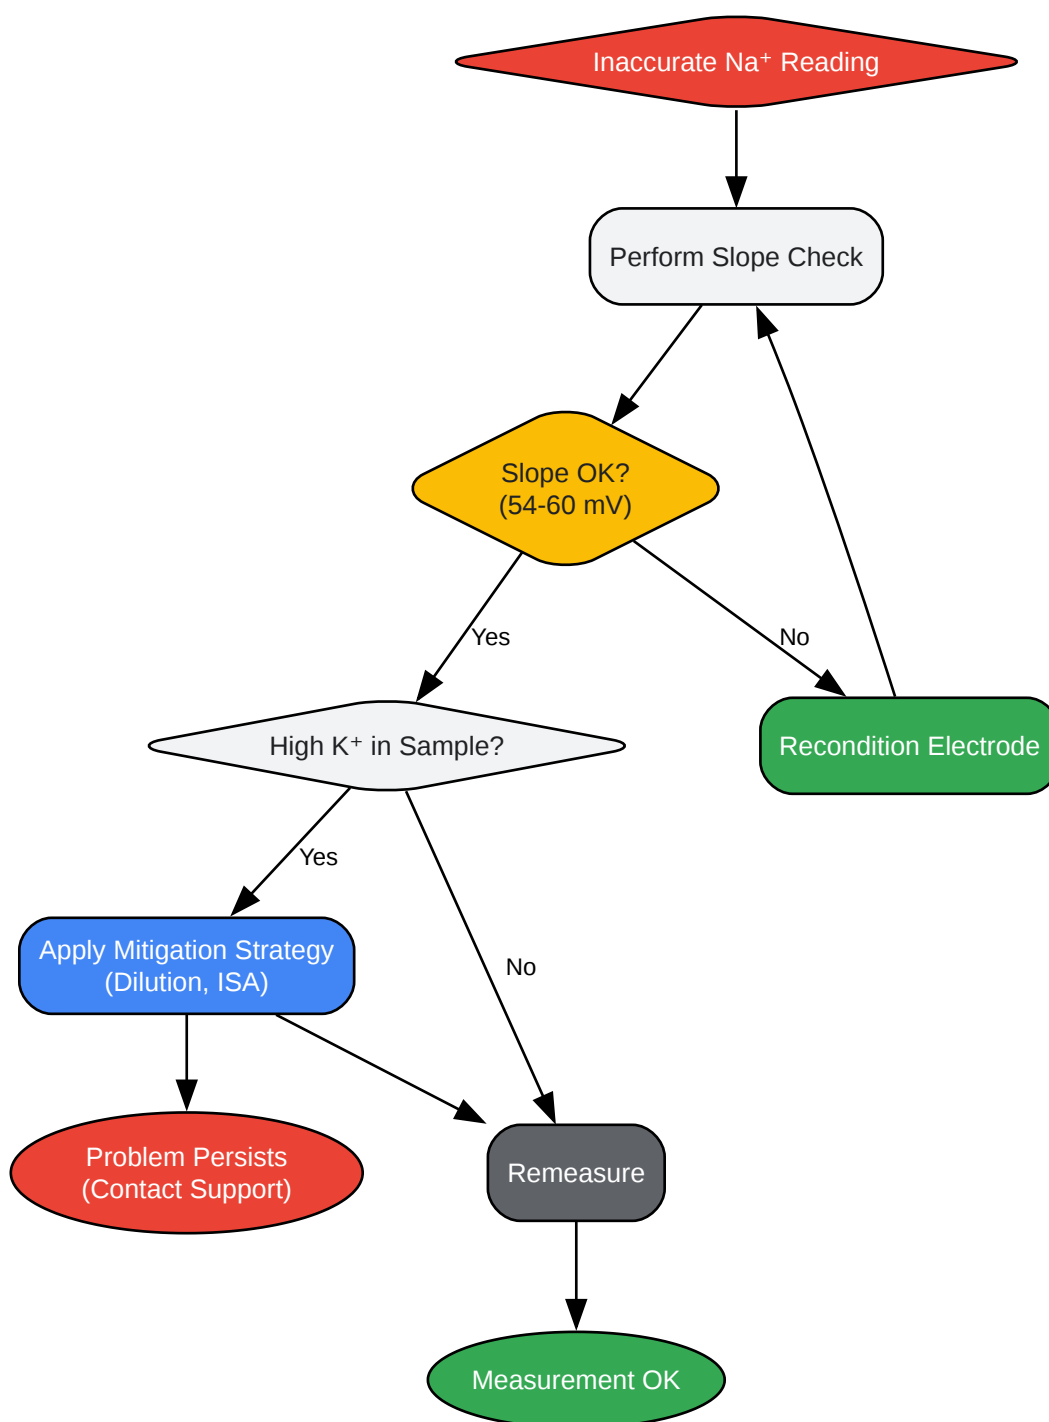 Inaccurate Na⁺ Reading
Perform Slope Check
Slope OK?
(54-60 mV)
Yes
No
High K⁺ in Sample?
Recondition Electrode
Yes
Apply Mitigation Strategy
(Dilution, ISA)
No
Problem Persists
(Contact Support)
Remeasure
Measurement OK